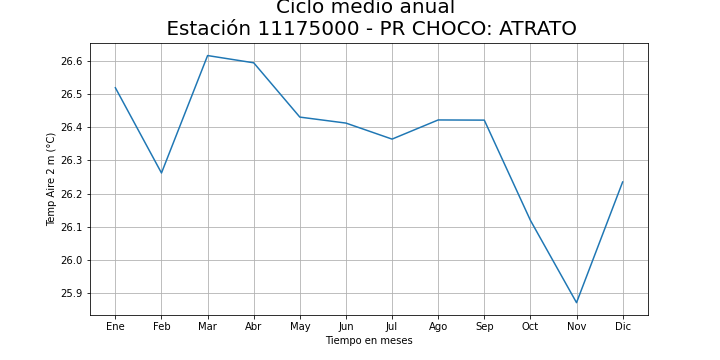 Ciclo medio anual
Estación 11175000 - PR CHOCO: ATRATO
Temp Aire 2 m (°C)
26.6
26.5
26.4
26.3
26.2
26.1
26.0
25.9
Ene Feb Mar Abr May Jun Jul Ago Sep Oct Nov Dic
Tiempo en meses